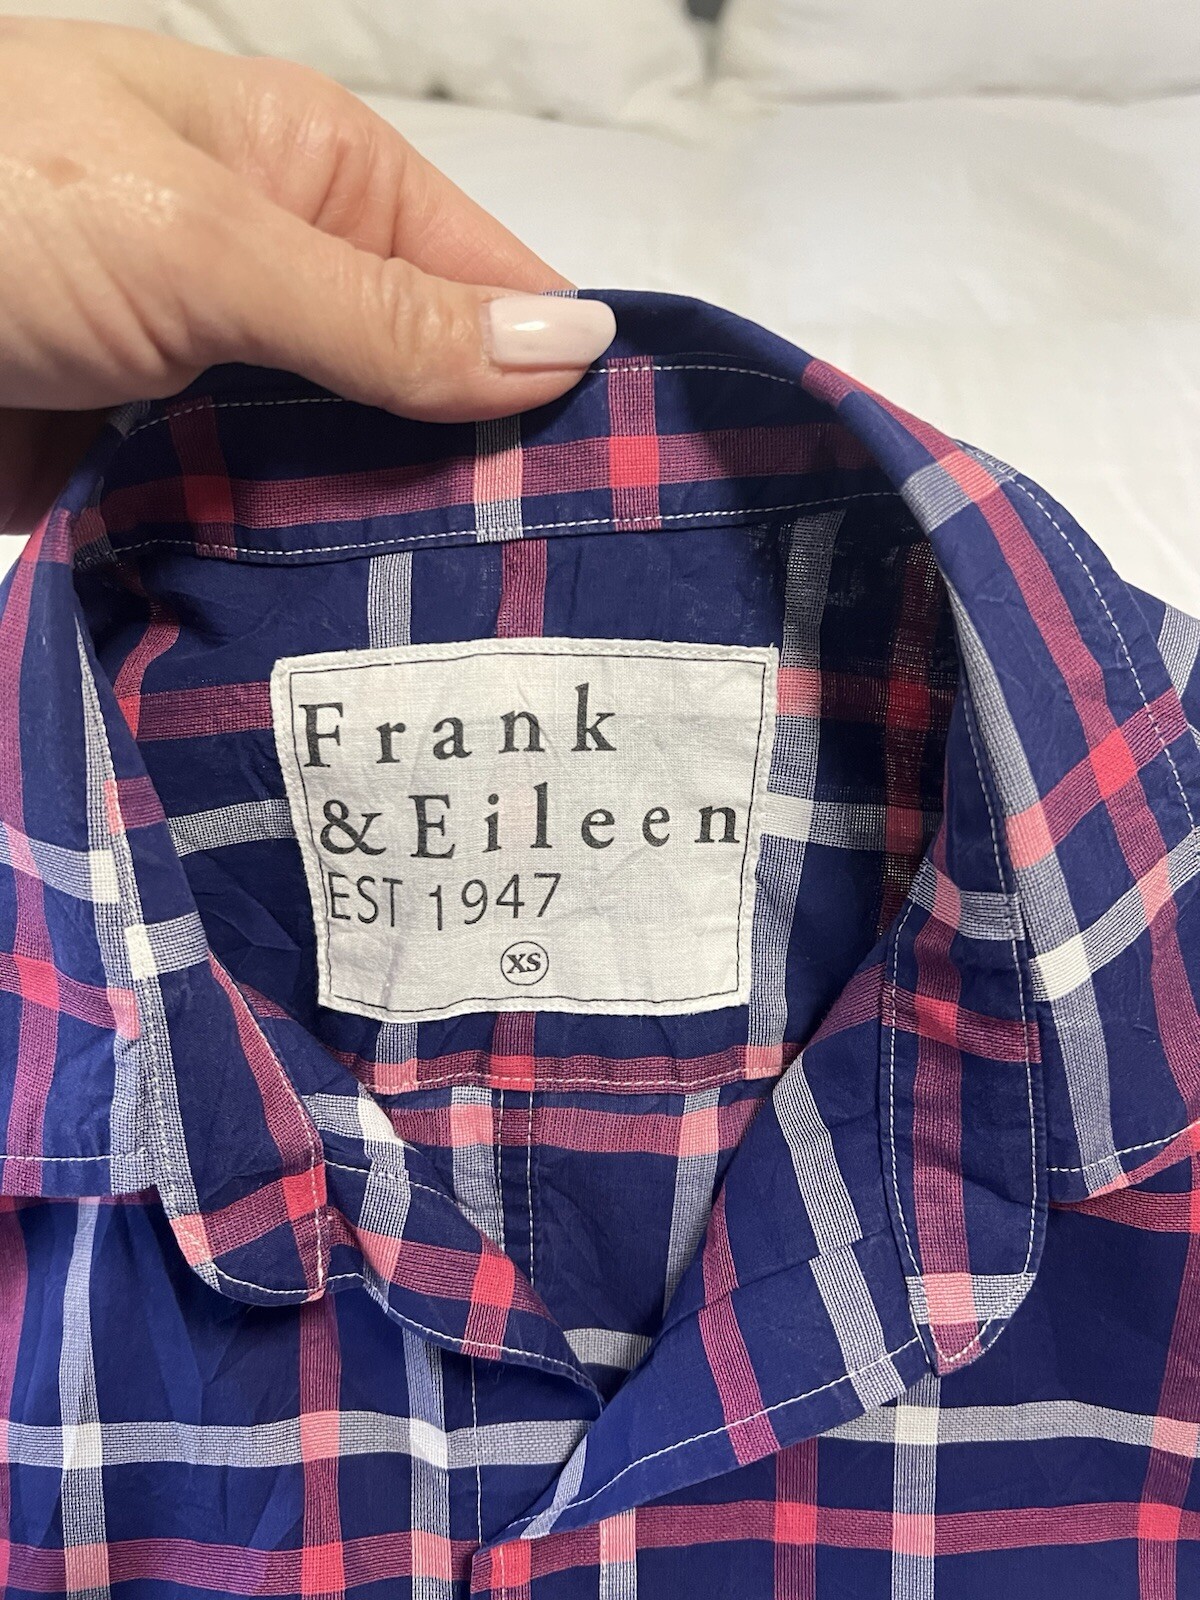 Frank
& Eileen
EST 1947
XS